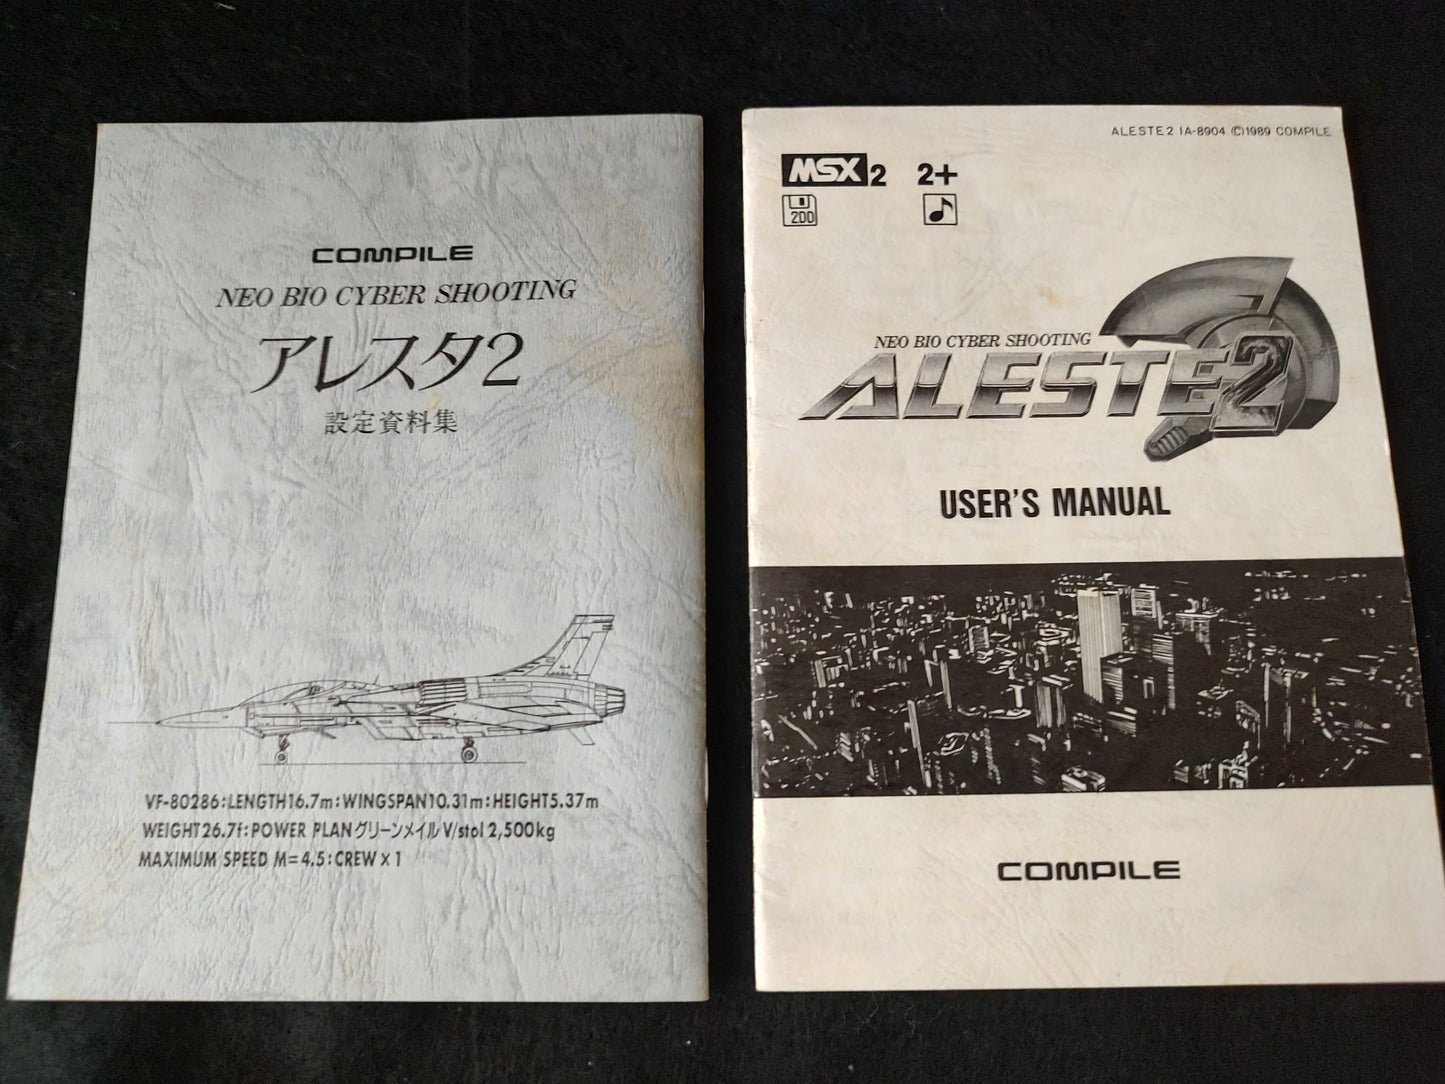 COMPILE
NEO BIO CYBER SHOOTING
アレスタ2
設定資料集
VF-80286:LENGTH16.7m:WINGSPAN10.31m:HEIGHT5.37m
WEIGHT26.7f:POWER PLANグリーンメイルV/stol 2,500kg
MAXIMUM SPEED M=4.5:CREW×1
ALESTE2 IA-8904 ©1989 COMPILE
MSX2 2+
2DD
NEO BIO CYBER SHOOTING
ALESTE2
USER'S MANUAL
COMPILE